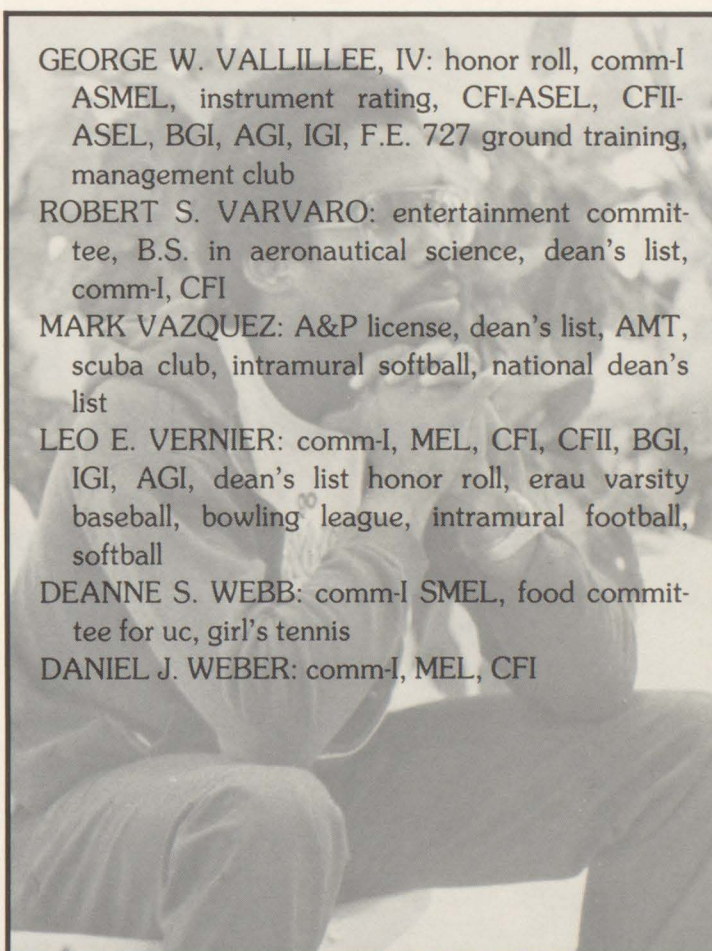 GEORGE W. VALLILLEE, IV: honor roll, comm-I
ASMEL, instrument rating, CFI-ASEL, CFII-
ASEL, BGI, AGI, IGI, F.E. 727 ground training,
management club
ROBERT S. VARVARO: entertainment commit-
tee, B.S. in aeronautical science, dean's list,
comm-I, CFI
MARK VAZQUEZ: A&P license, dean's list, AMT,
scuba club, intramural softball, national dean's
list
LEO E. VERNIER: comm-I, MEL, CFI, CFII, BGI,
IGI, AGI, dean's list honor roll, erau varsity
baseball, bowling league, intramural football,
softball
DEANNE S. WEBB: comm-I SMEL, food commit-
tee for uc, girl's tennis
DANIEL J. WEBER: comm-I, MEL, CFI